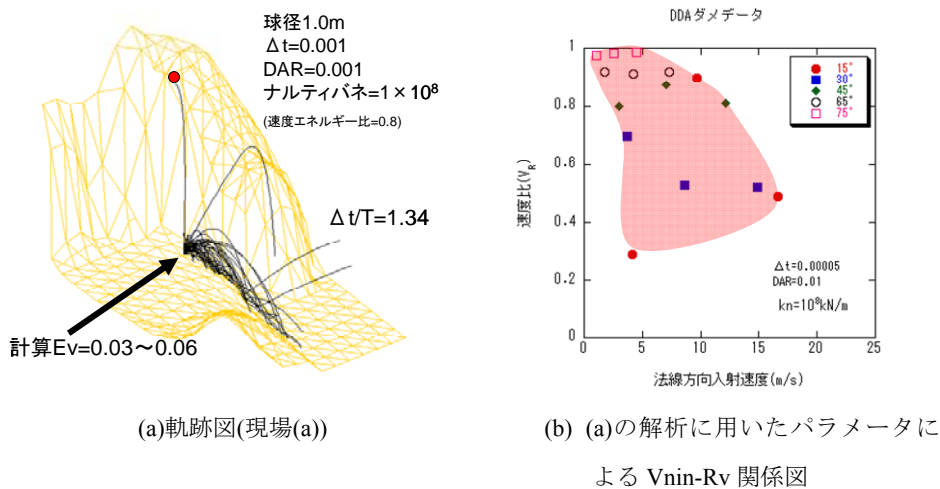 球径1.0m
Δt=0.001
DAR=0.001
ナルティバネ=1×10⁸
(速度エネルギー比=0.8)
Δt/T=1.34
計算Ev=0.03〜0.06
(a)軌跡図(現場(a))
DDAダメデータ
1
0.8
0.6
0.4
0.2
0
速度比(V_R)
15°
30°
45°
65°
75°
Δt=0.00005
DAR=0.01
kn=10⁸kN/m
0 5 10 15 20 25
法線方向入射速度(m/s)
(b) (a)の解析に用いたパラメータに
よる Vnin-Rv 関係図